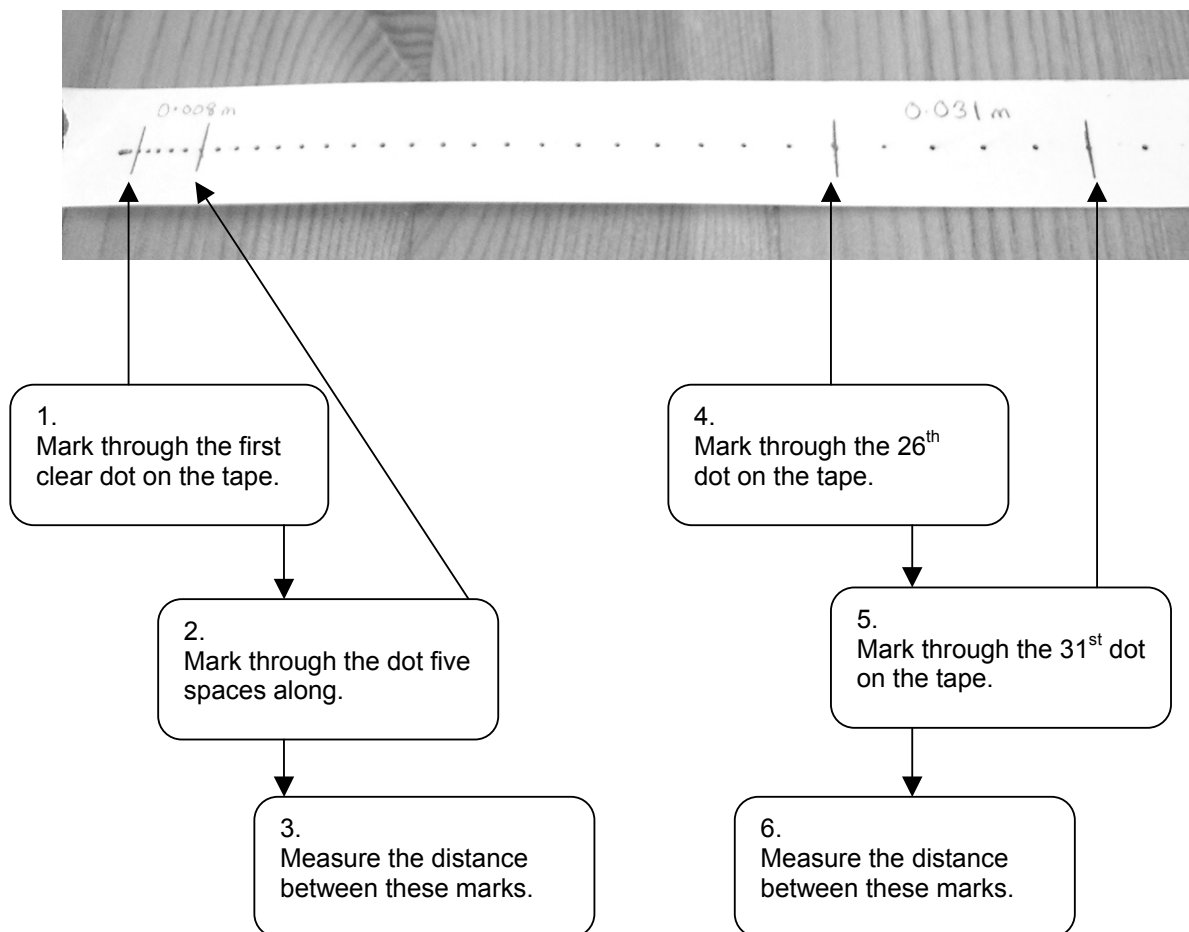 0.008 m
0.031 m
1.
Mark through the first
clear dot on the tape.
4.
Mark through the 26th
dot on the tape.
2.
Mark through the dot five
spaces along.
5.
Mark through the 31st dot
on the tape.
3.
Measure the distance
between these marks.
6.
Measure the distance
between these marks.